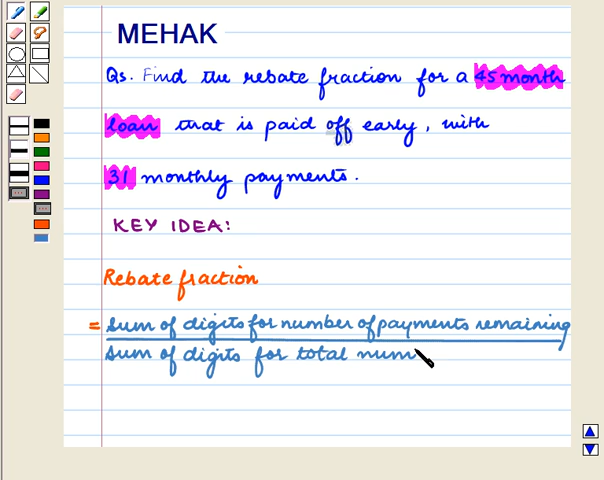 MEHAK
Qs. Find the rebate fraction for a 45 month
loan that is paid off early, with
31 monthly payments.
KEY IDEA:
Rebate fraction
= Sum of digits for number of payments remaining
Sum of digits for total num